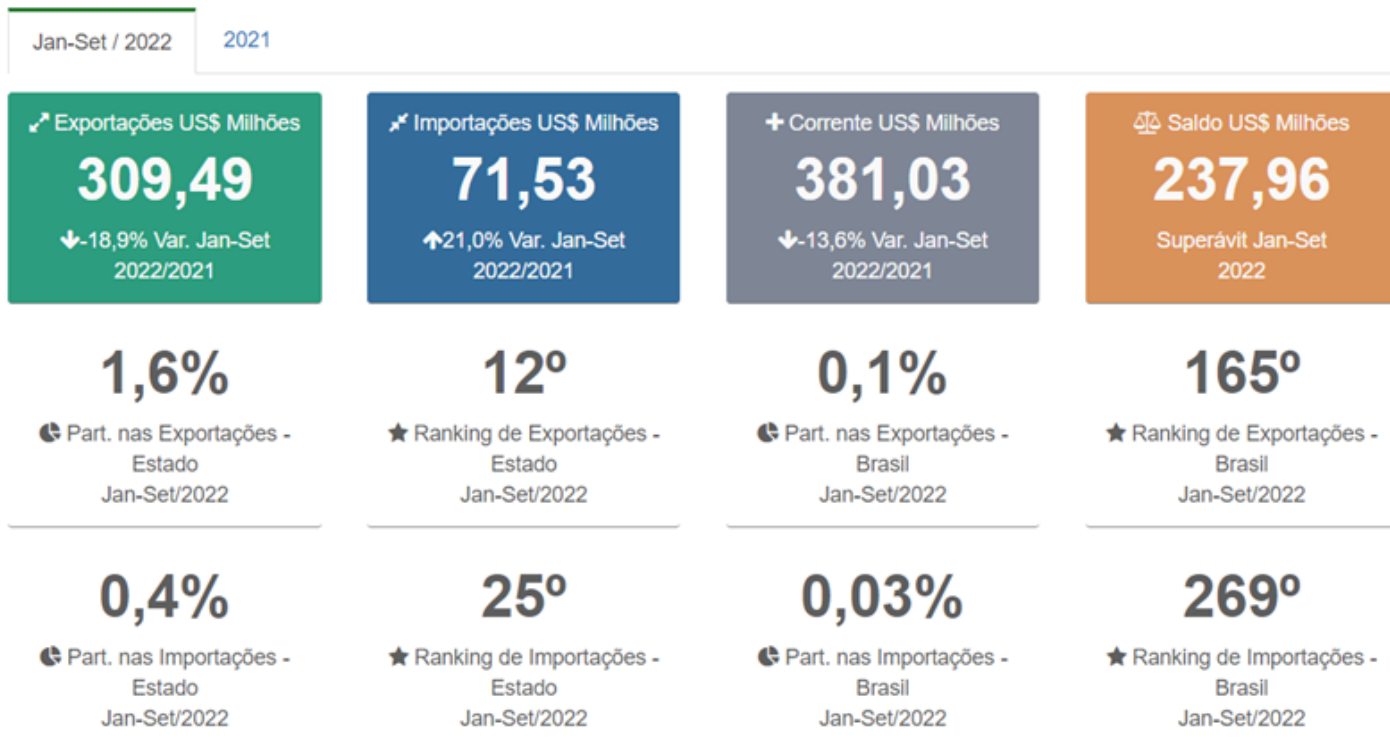 Jan-Set / 2022
2021
Exportações US$ Milhões
309,49
-18,9% Var. Jan-Set
2022/2021
Importações US$ Milhões
71,53
21,0% Var. Jan-Set
2022/2021
Corrente US$ Milhões
381,03
-13,6% Var. Jan-Set
2022/2021
Saldo US$ Milhões
237,96
Superávit Jan-Set
2022
1,6%
Part. nas Exportações -
Estado
Jan-Set/2022
12º
Ranking de Exportações -
Estado
Jan-Set/2022
0,1%
Part. nas Exportações -
Brasil
Jan-Set/2022
165º
Ranking de Exportações -
Brasil
Jan-Set/2022
0,4%
Part. nas Importações -
Estado
Jan-Set/2022
25º
Ranking de Importações -
Estado
Jan-Set/2022
0,03%
Part. nas Importações -
Brasil
Jan-Set/2022
269º
Ranking de Importações -
Brasil
Jan-Set/2022